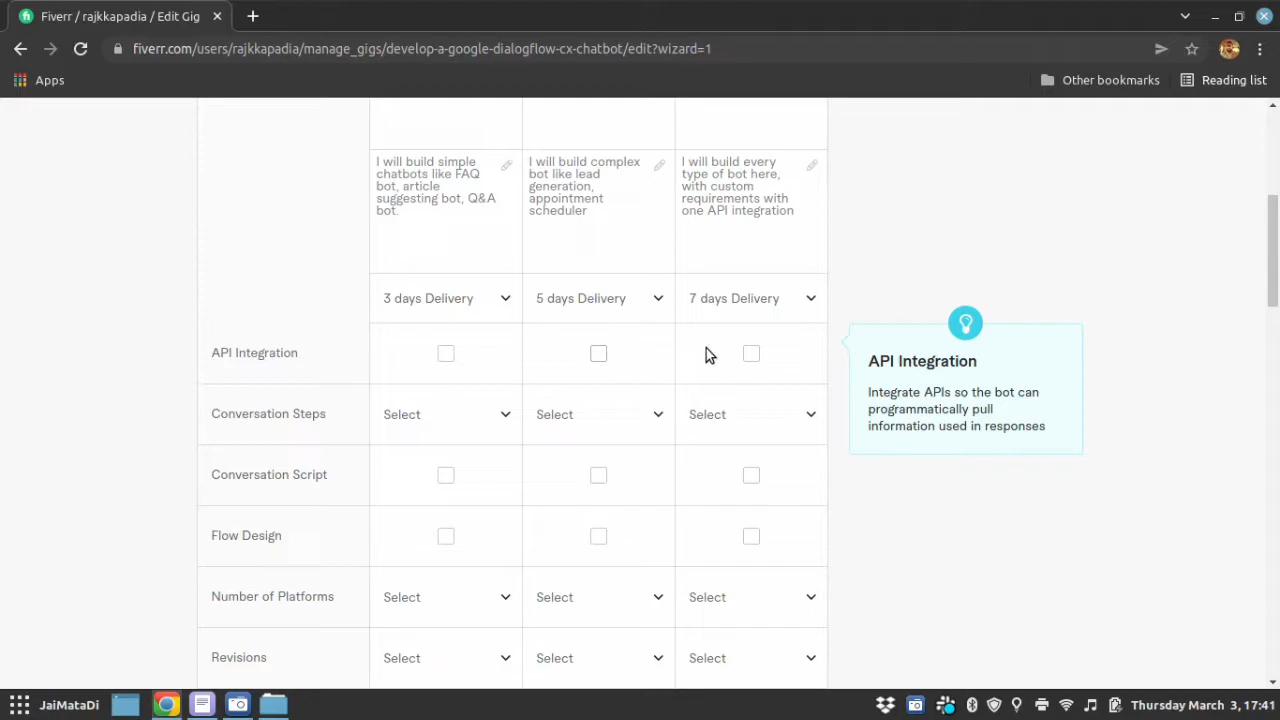 Fiverr / rajkkapadia / Edit Gig
fiverr.com/users/rajkkapadia/manage_gigs/develop-a-google-dialogflow-cx-chatbot/edit?wizard=1
Apps
Other bookmarks
Reading list
I will build simple
chatbots like FAQ
bot, article
suggesting bot, Q&A
bot.
I will build complex
bot like lead
generation,
appointment
scheduler
I will build every
type of bot here,
with custom
requirements with
one API integration
3 days Delivery
5 days Delivery
7 days Delivery
API Integration
API Integration
Integrate APIs so the bot can
programmatically pull
information used in responses
Conversation Steps
Select
Select
Select
Conversation Script
Flow Design
Number of Platforms
Select
Select
Select
Revisions
Select
Select
Select
JaiMataDi
Thursday March 3, 17:41